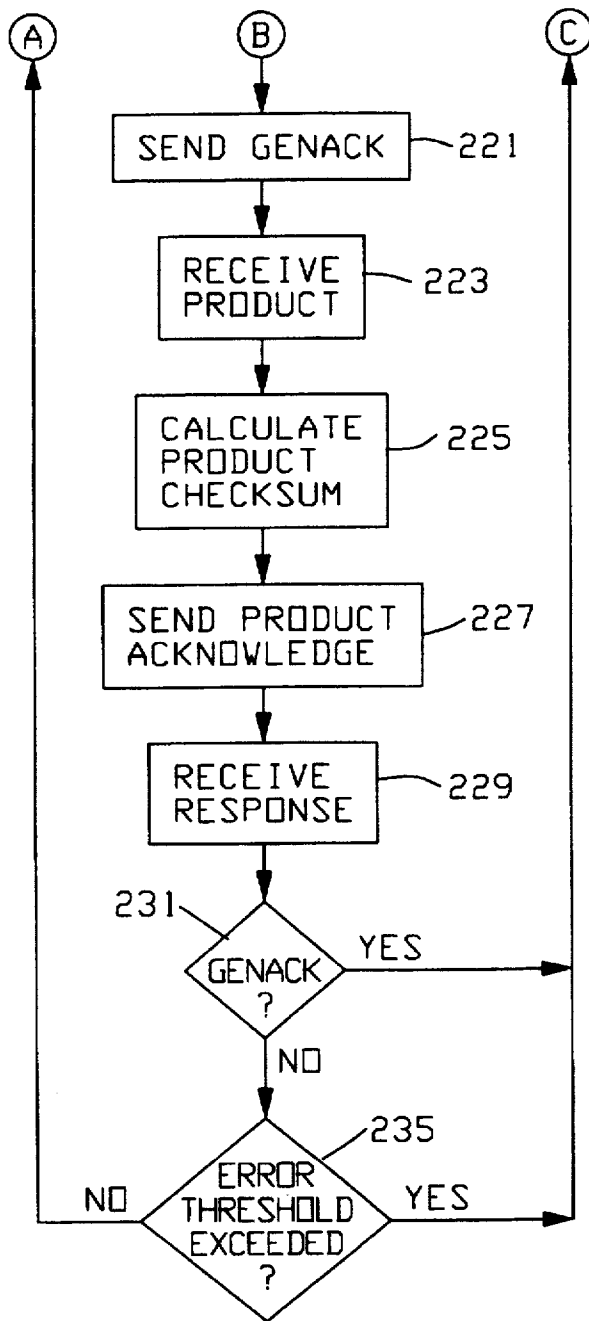 A B C
SEND GENACK 221
RECEIVE
PRODUCT 223
CALCULATE
PRODUCT
CHECKSUM 225
SEND PRODUCT
ACKNOWLEDGE 227
RECEIVE
RESPONSE 229
231
GENACK
?
YES
NO
235
ERROR
THRESHOLD
EXCEEDED
?
NO
YES